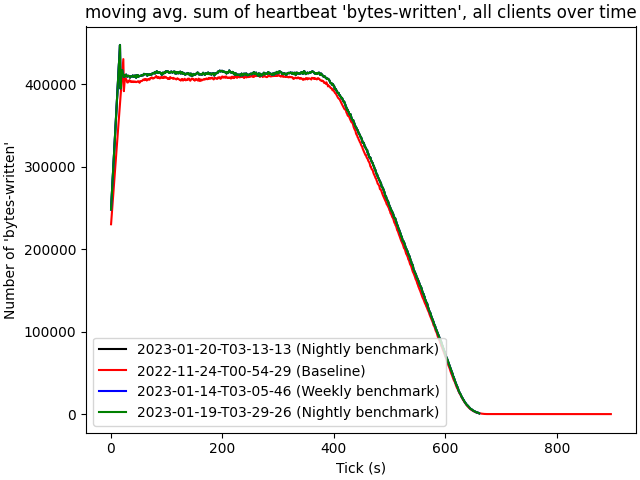 moving avg. sum of heartbeat 'bytes-written', all clients over time
400000
300000
200000
100000
0
Number of 'bytes-written'
2023-01-20-T03-13-13 (Nightly benchmark)
2022-11-24-T00-54-29 (Baseline)
2023-01-14-T03-05-46 (Weekly benchmark)
2023-01-19-T03-29-26 (Nightly benchmark)
0 200 400 600 800
Tick (s)